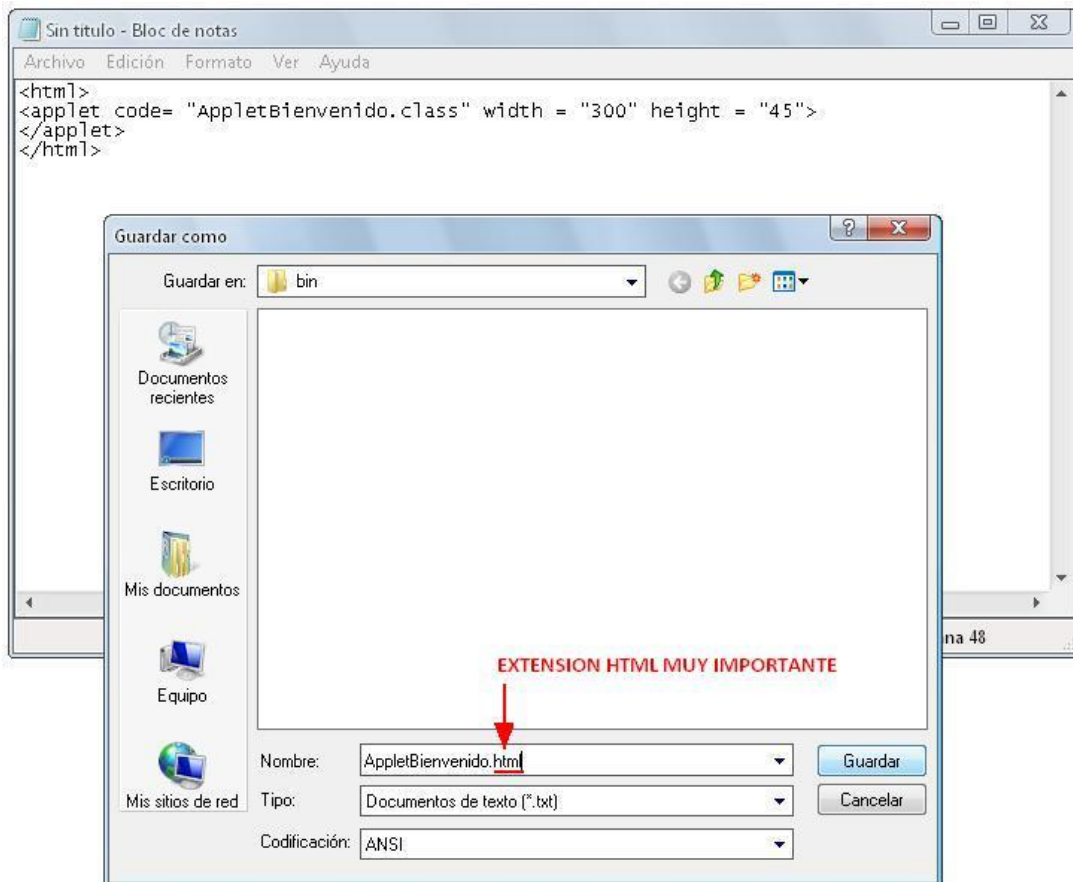 Sin título - Bloc de notas
Archivo Edición Formato Ver Ayuda
<html>
<applet code= "AppletBienvenido.class" width = "300" height = "45">
</applet>
</html>
Guardar como
Guardar en: bin
Documentos
recientes
Escritorio
Mis documentos
Equipo
Mis sitios de red
na 48
EXTENSION HTML MUY IMPORTANTE
Nombre: AppletBienvenido.html
Guardar
Tipo: Documentos de texto (*.txt)
Cancelar
Codificación: ANSI